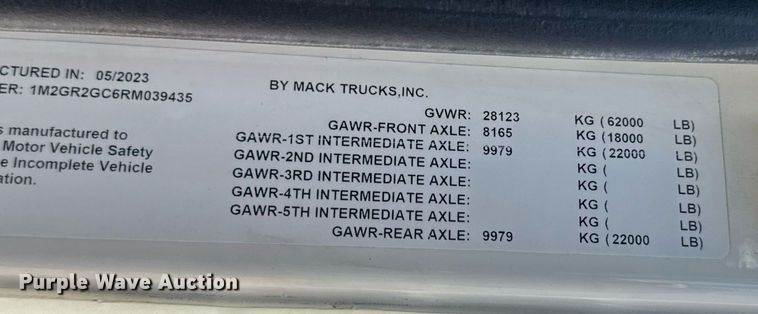 CTURED IN: 05/2023
BY MACK TRUCKS,INC.
ER: 1M2GR2GC6RM039435
GVWR: 28123 KG ( 62000 LB)
GAWR-FRONT AXLE: 8165 KG ( 18000 LB)
GAWR-1ST INTERMEDIATE AXLE: 9979 KG ( 22000 LB)
GAWR-2ND INTERMEDIATE AXLE: KG ( LB)
GAWR-3RD INTERMEDIATE AXLE: KG ( LB)
GAWR-4TH INTERMEDIATE AXLE: KG ( LB)
GAWR-5TH INTERMEDIATE AXLE: KG ( LB)
GAWR-REAR AXLE: 9979 KG ( 22000 LB)
s manufactured to
Motor Vehicle Safety
e Incomplete Vehicle
ation.
Purple Wave Auction